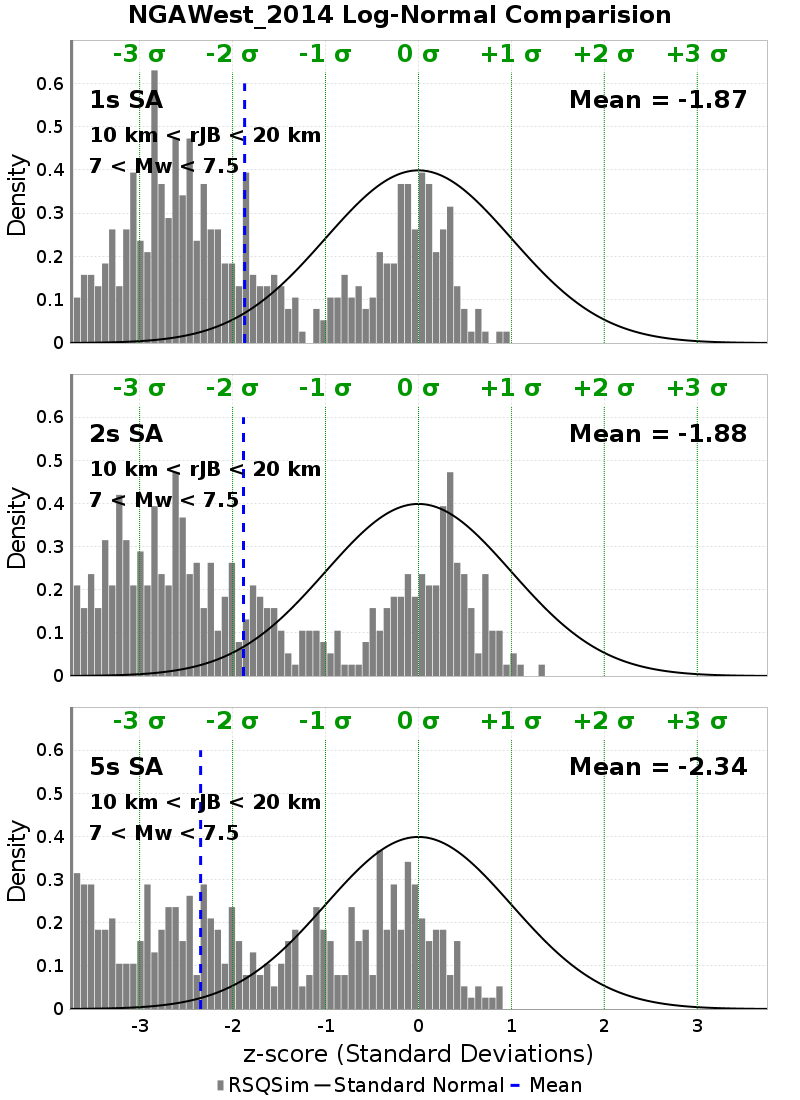 NGAWest_2014 Log-Normal Comparision
-3 σ -2 σ -1 σ 0 σ +1 σ +2 σ +3 σ
1s SA
Mean = -1.87
10 km < rJB < 20 km
7 < Mw < 7.5
Density
0.6
0.5
0.4
0.3
0.2
0.1
0
-3 σ -2 σ -1 σ 0 σ +1 σ +2 σ +3 σ
2s SA
Mean = -1.88
10 km < rJB < 20 km
7 < Mw < 7.5
Density
0.6
0.5
0.4
0.3
0.2
0.1
0
-3 σ -2 σ -1 σ 0 σ +1 σ +2 σ +3 σ
5s SA
Mean = -2.34
10 km < rJB < 20 km
7 < Mw < 7.5
Density
0.6
0.5
0.4
0.3
0.2
0.1
0
-3 -2 -1 0 1 2 3
z-score (Standard Deviations)
RSQSim Standard Normal Mean